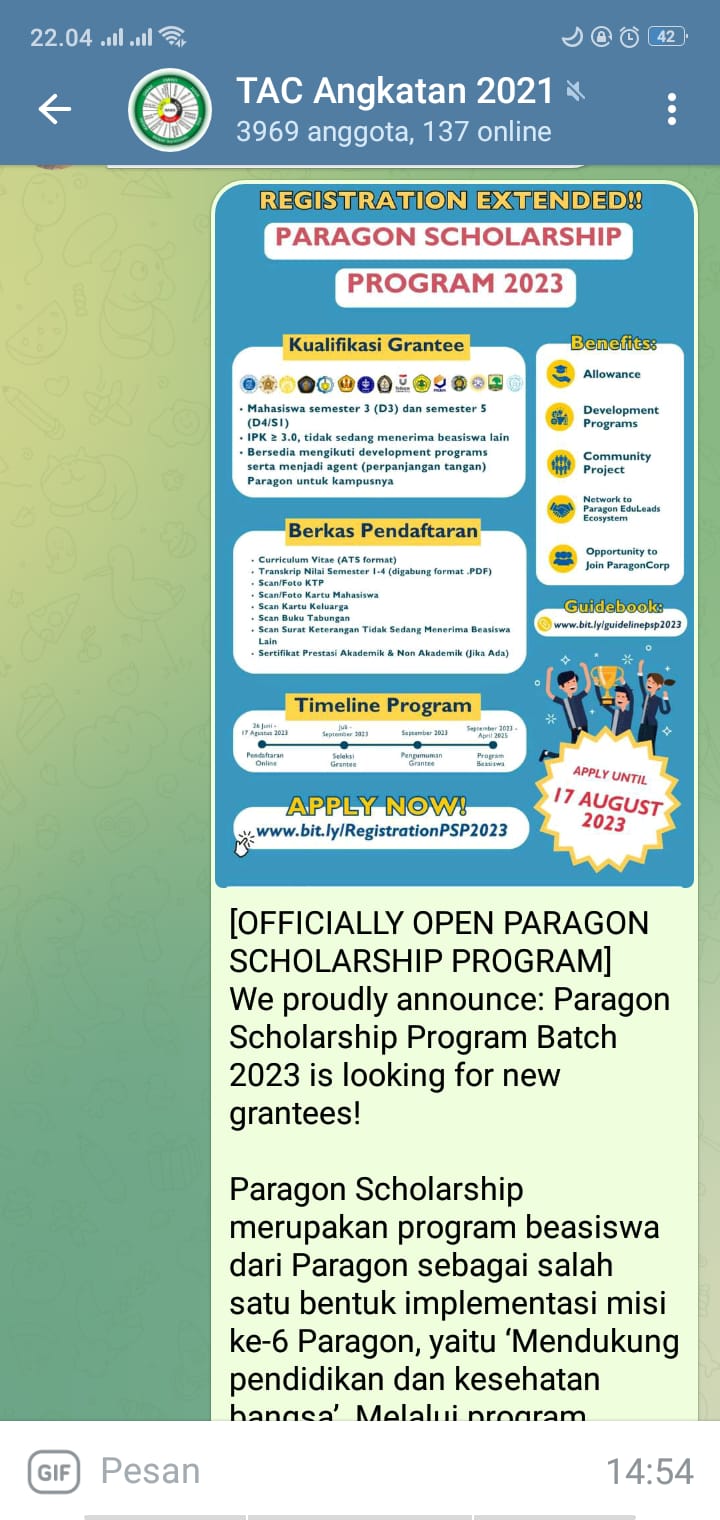 22.04
42
TAC Angkatan 2021
3969 anggota, 137 online
REGISTRATION EXTENDED!!
PARAGON SCHOLARSHIP
PROGRAM 2023
Kualifikasi Grantee
• Mahasiswa semester 3 (D3) dan semester 5
(D4/S1)
• IPK ≥ 3.0, tidak sedang menerima beasiswa lain
• Bersedia mengikuti development programs
serta menjadi agent (perpanjangan tangan)
Paragon untuk kampusnya
Benefits:
Allowance
Development
Programs
Community
Project
Network to
Paragon EduLeads
Ecosystem
Opportunity to
Join ParagonCorp
Berkas Pendaftaran
• Curriculum Vitae (ATS format)
• Transkrip Nilai Semester 1-4 (digabung format .PDF)
• Scan/Foto KTP
• Scan/Foto Kartu Mahasiswa
• Scan Kartu Keluarga
• Scan Buku Tabungan
• Scan Surat Keterangan Tidak Sedang Menerima Beasiswa
Lain
• Sertifikat Prestasi Akademik & Non Akademik (Jika Ada)
Guidebook:
www.bit.ly/guidelinepsp2023
Timeline Program
26 Juni -
17 Agustus 2023
Juli -
September 2023
September 2023
September 2023 -
April 2025
Pendaftaran
Online
Seleksi
Grantee
Pengumuman
Grantee
Program
Beasiswa
APPLY UNTIL
17 AUGUST
2023
APPLY NOW!
www.bit.ly/RegistrationPSP2023
[OFFICIALLY OPEN PARAGON
SCHOLARSHIP PROGRAM]
We proudly announce: Paragon
Scholarship Program Batch
2023 is looking for new
grantees!
Paragon Scholarship
merupakan program beasiswa
dari Paragon sebagai salah
satu bentuk implementasi misi
ke-6 Paragon, yaitu ‘Mendukung
pendidikan dan kesehatan
bangsa’. Melalui program
GIF
Pesan
14:54